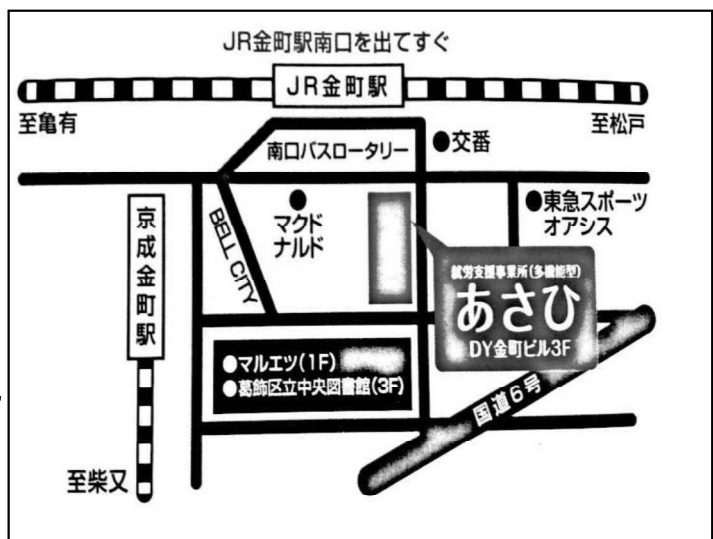 JR金町駅南口を出てすぐ
JR金町駅
至亀有
至松戸
南口バスロータリー
●交番
京成金町駅
BELL CITY
マクド
ナルド
●東急スポーツ
オアシス
就労支援事業所(多機能型)
あさひ
DY金町ビル3F
●マルエツ(1F)
●葛飾区立中央図書館(3F)
国道6号
至柴又